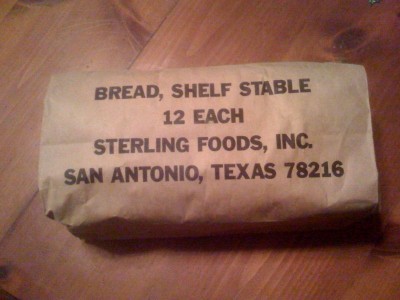 BREAD, SHELF STABLE
12 EACH
STERLING FOODS, INC.
SAN ANTONIO, TEXAS 78216